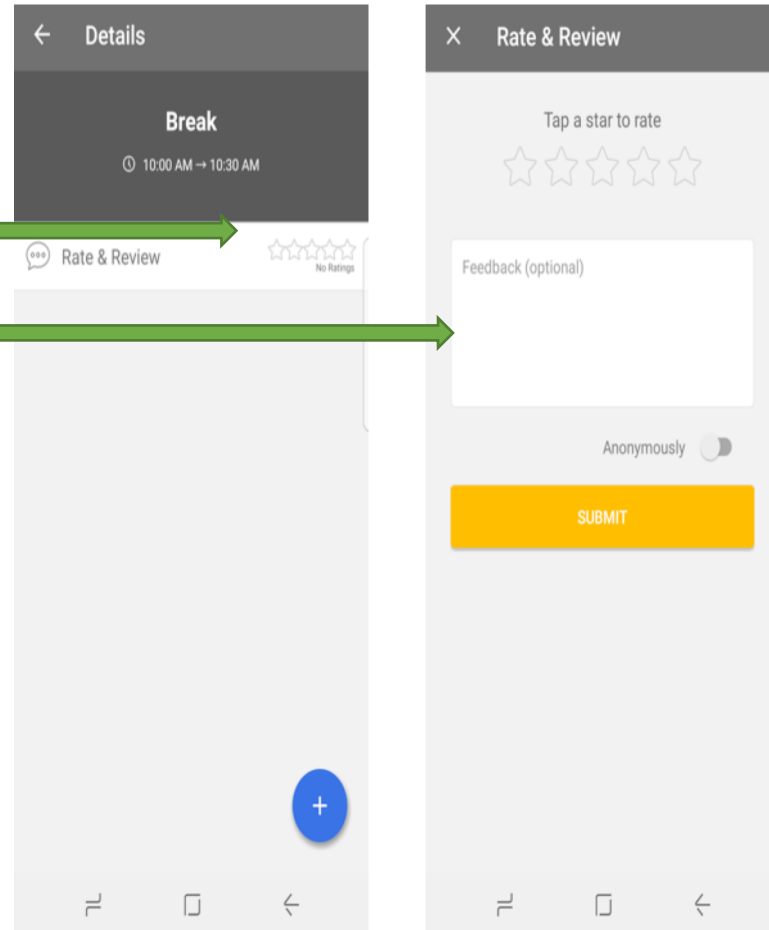 Details
Break
10:00 AM → 10:30 AM
Rate & Review
No Ratings
Rate & Review
Tap a star to rate
Feedback (optional)
Anonymously
SUBMIT